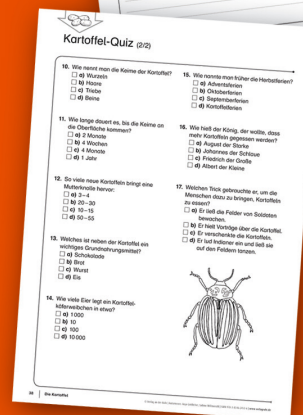 Kartoffel-Quiz (2/2)
10. Wie nennt man die Keime der Kartoffel?
☐ a) Wurzeln
☐ b) Haare
☐ c) Triebe
☐ d) Beine
11. Wie lange dauert es, bis die Keime an
die Oberfläche kommen?
☐ a) 2 Monate
☐ b) 4 Wochen
☐ c) 4 Monate
☐ d) 1 Jahr
12. So viele neue Kartoffeln bringt eine
Mutterknolle hervor:
☐ a) 3–4
☐ b) 20–30
☐ c) 10–15
☐ d) 50–55
13. Welches ist neben der Kartoffel ein
wichtiges Grundnahrungsmittel?
☐ a) Schokolade
☐ b) Brot
☐ c) Wurst
☐ d) Eis
14. Wie viele Eier legt ein Kartoffel-
käferweibchen in etwa?
☐ a) 1000
☐ b) 10
☐ c) 100
☐ d) 10000
15. Wie nannte man früher die Herbstferien?
☐ a) Adventsferien
☐ b) Oktoberferien
☐ c) Septemberferien
☐ d) Kartoffelferien
16. Wie hieß der König, der wollte, dass
mehr Kartoffeln gegessen werden?
☐ a) August der Starke
☐ b) Johannes der Schlaue
☐ c) Friedrich der Große
☐ d) Albert der Kleine
17. Welchen Trick gebrauchte er, um die
Menschen dazu zu bringen, Kartoffeln
zu essen?
☐ a) Er ließ die Felder von Soldaten
bewachen.
☐ b) Er hielt Vorträge über die Kartoffel.
☐ c) Er verschenkte die Kartoffeln.
☐ d) Er lud Indianer ein und ließ sie
auf den Feldern tanzen.
38 | Die Kartoffel